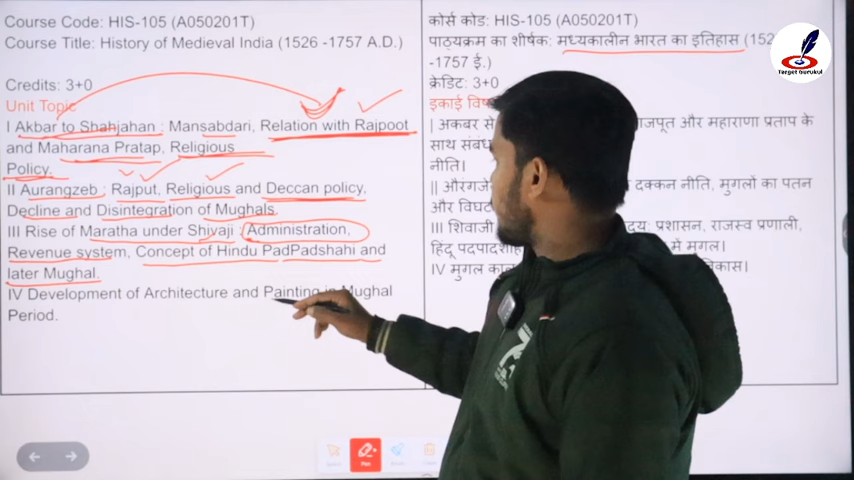 Course Code: HIS-105 (A050201T)
Course Title: History of Medieval India (1526 -1757 A.D.)
Credits: 3+0
Unit Topic
I Akbar to Shahjahan : Mansabdari, Relation with Rajpoot
and Maharana Pratap, Religious
Policy.
II Aurangzeb : Rajput, Religious and Deccan policy,
Decline and Disintegration of Mughals.
III Rise of Maratha under Shivaji : Administration,
Revenue system, Concept of Hindu PadPadshahi and
later Mughal.
IV Development of Architecture and Painting in Mughal
Period.
कोर्स कोड: HIS-105 (A050201T)
पाठ्यक्रम का शीर्षक: मध्यकालीन भारत का इतिहास (152
-1757 ई.)
क्रेडिट: 3+0
इकाई
| अकबर से राजपूत और महाराणा प्रताप के
साथ
नीति।
|| दक्कन नीति, मुगलों का पतन
और
III शिवाजी प्रशासन, राजस्व प्रणाली,
हिंदू में मुगल।
IV मुगल
Target Gurukul
Pen